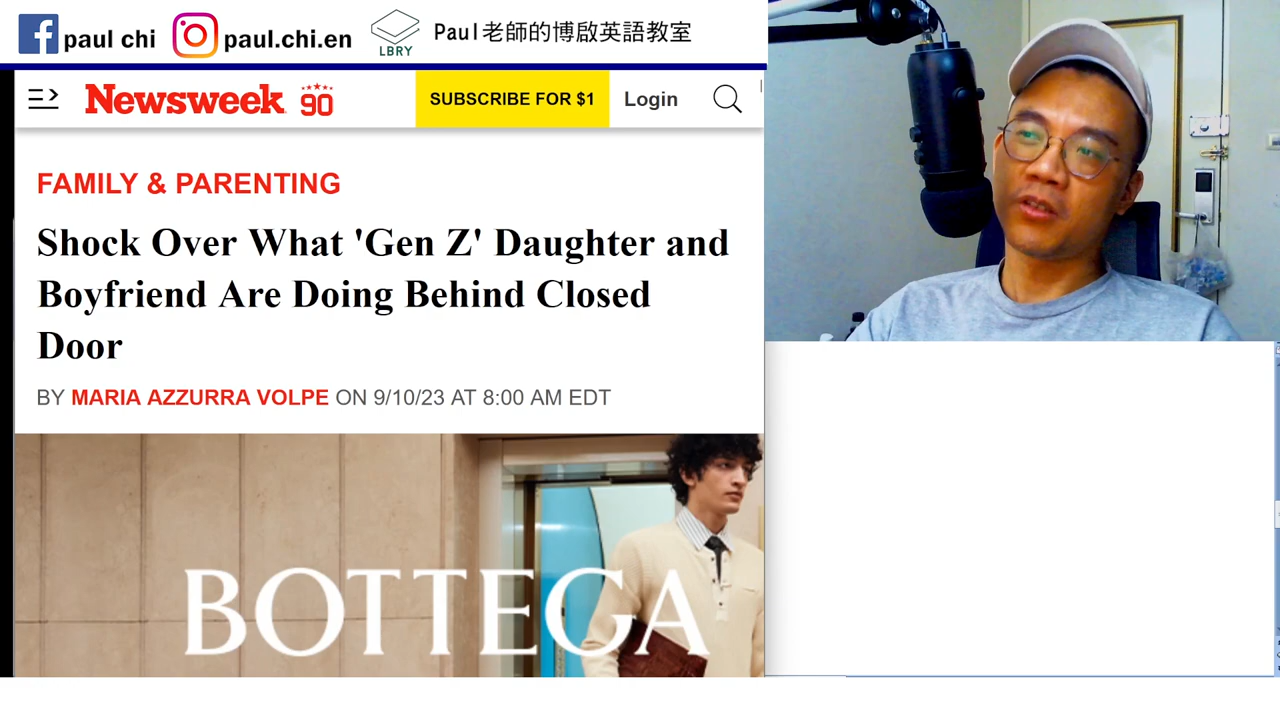 paul chi
paul.chi.en
LBRY
Paul老師的博啟英語教室
Newsweek 90
SUBSCRIBE FOR $1
Login
FAMILY & PARENTING
Shock Over What 'Gen Z' Daughter and
Boyfriend Are Doing Behind Closed
Door
BY MARIA AZZURRA VOLPE ON 9/10/23 AT 8:00 AM EDT
BOTTEGA